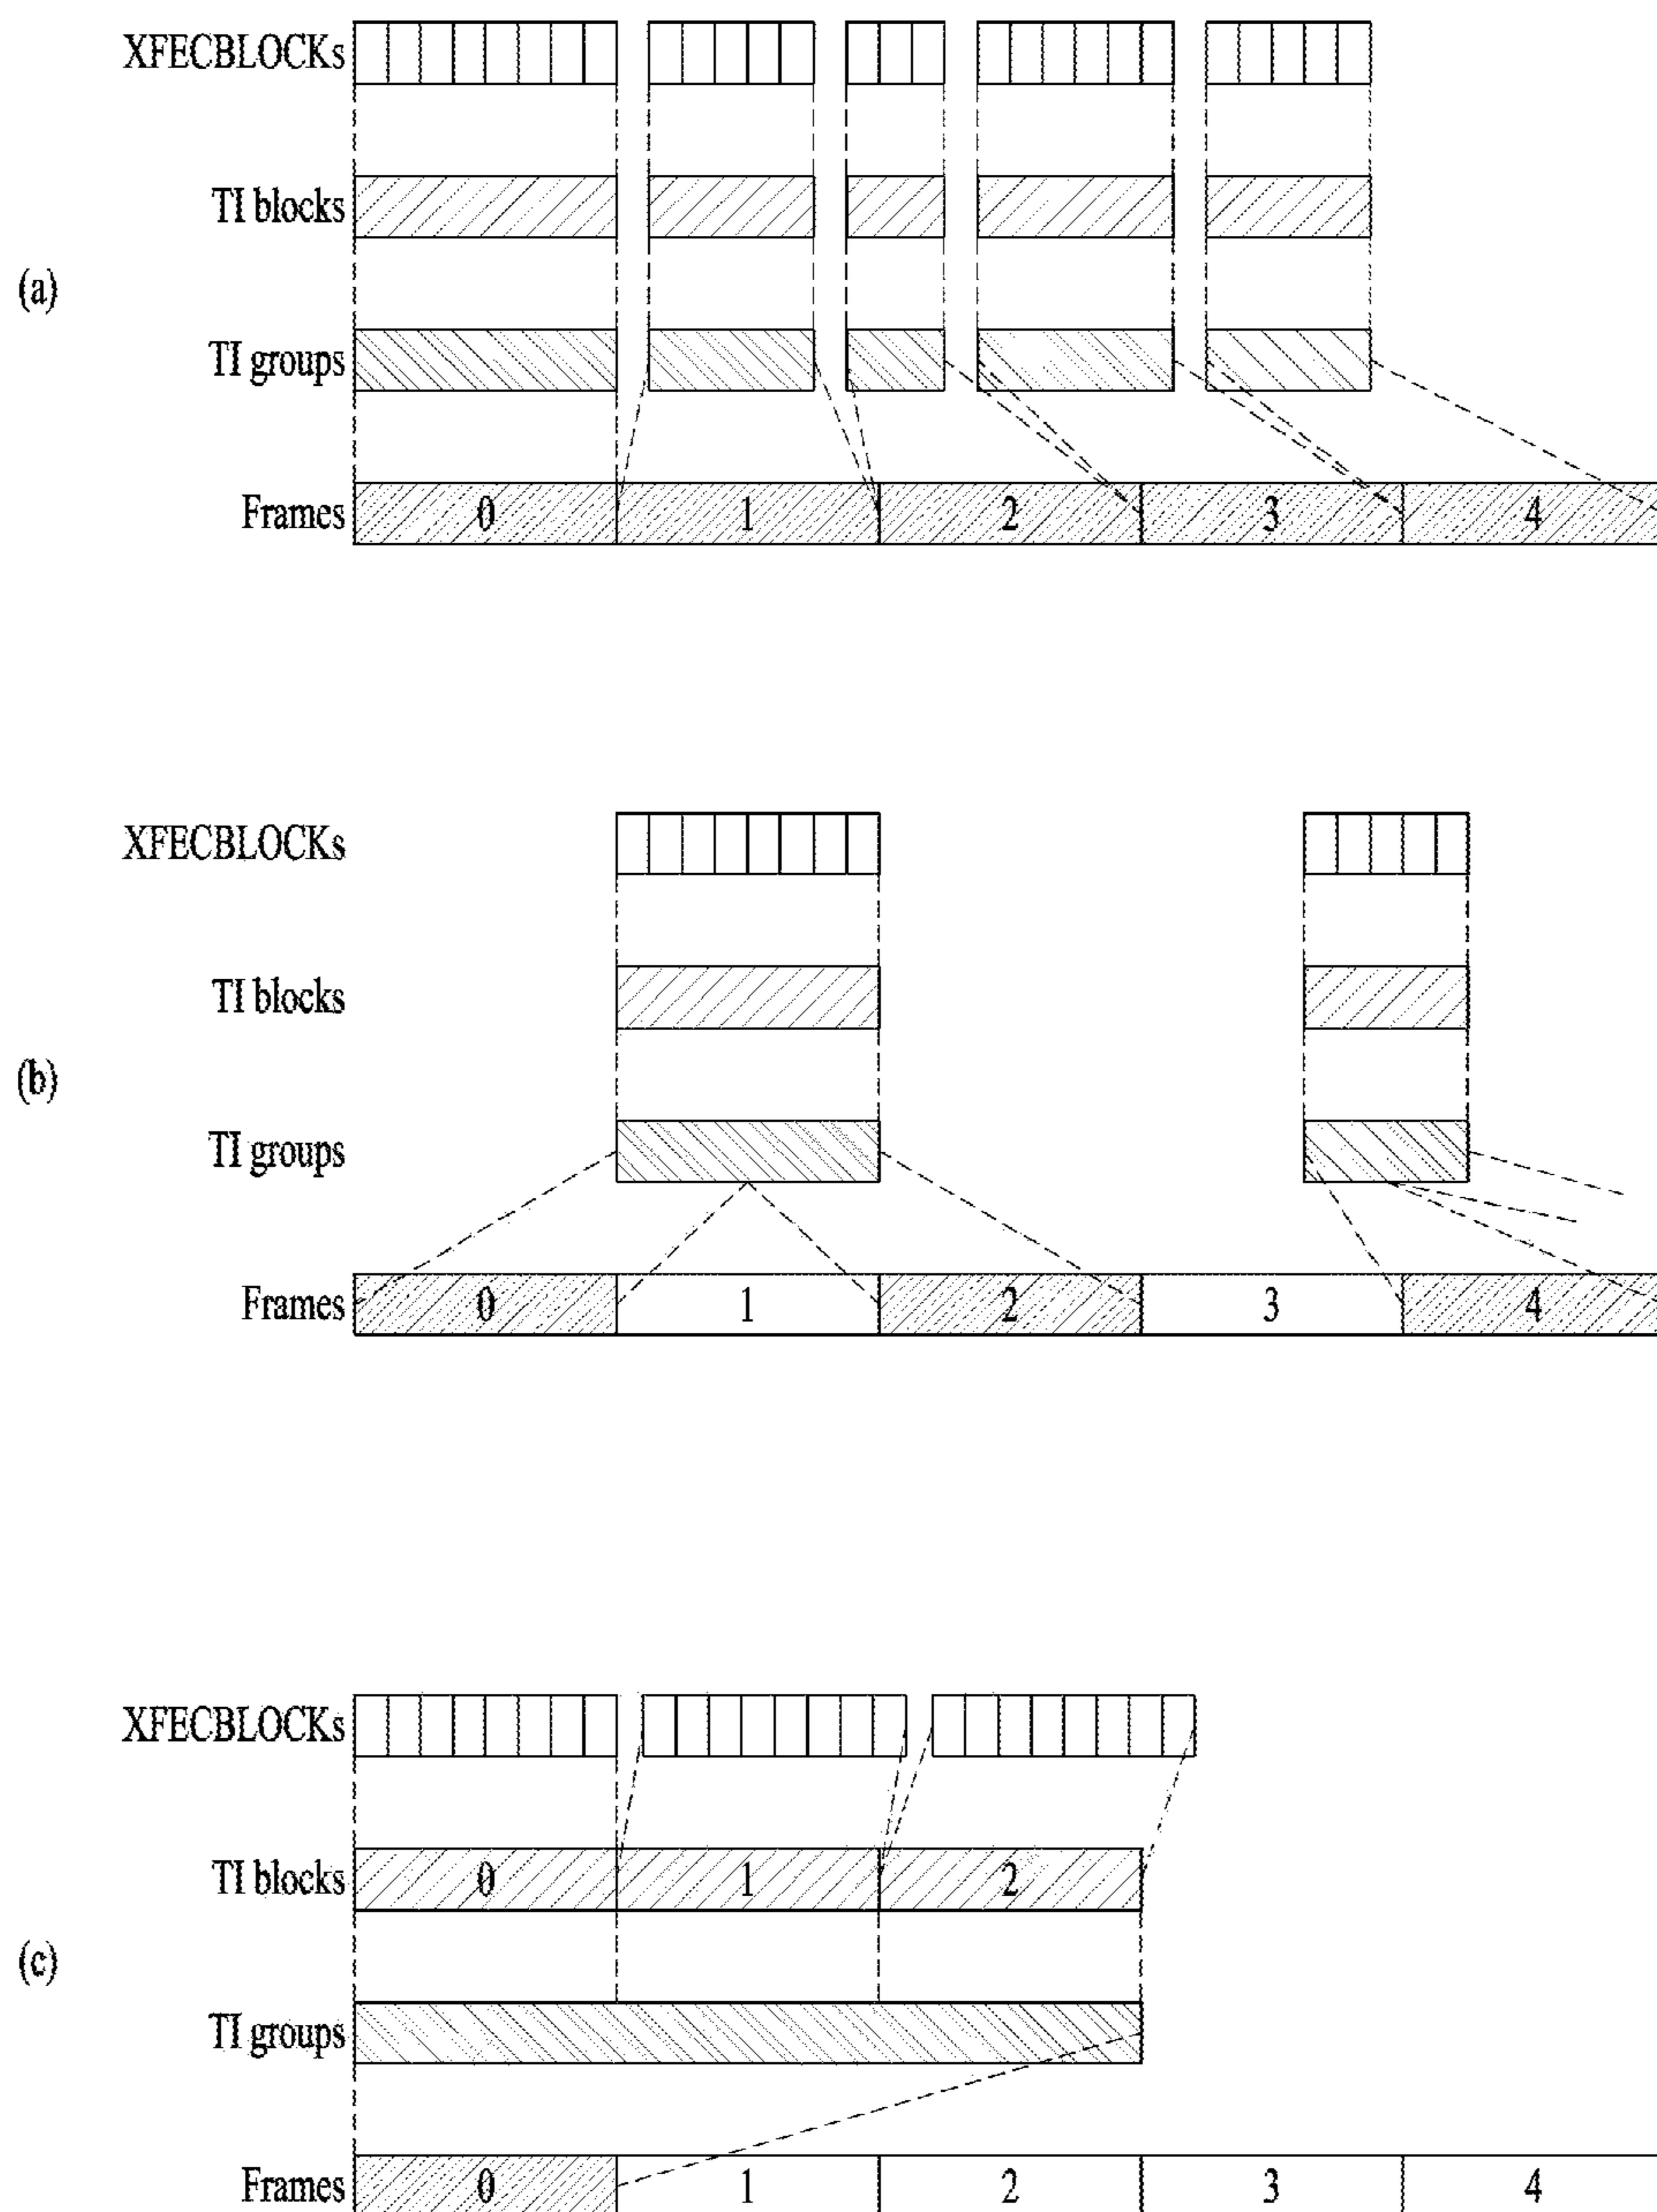 XFECBLOCKs
TI blocks
(a)
TI groups
Frames 0 1 2 3 4
XFECBLOCKs
TI blocks
(b)
TI groups
Frames 0 1 2 3 4
XFECBLOCKs
TI blocks 0 1 2
(c)
TI groups
Frames 0 1 2 3 4